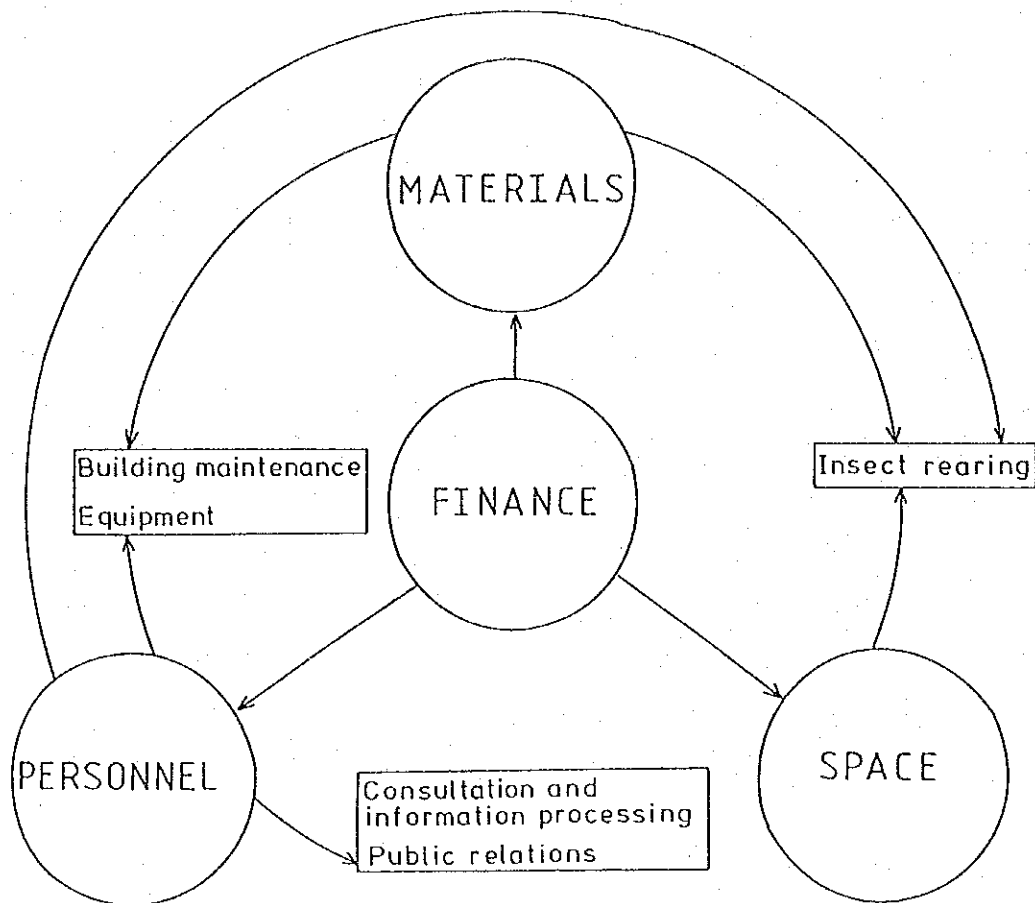 MATERIALS
Building maintenance
Equipment
FINANCE
Insect rearing
PERSONNEL
Consultation and
information processing
Public relations
SPACE